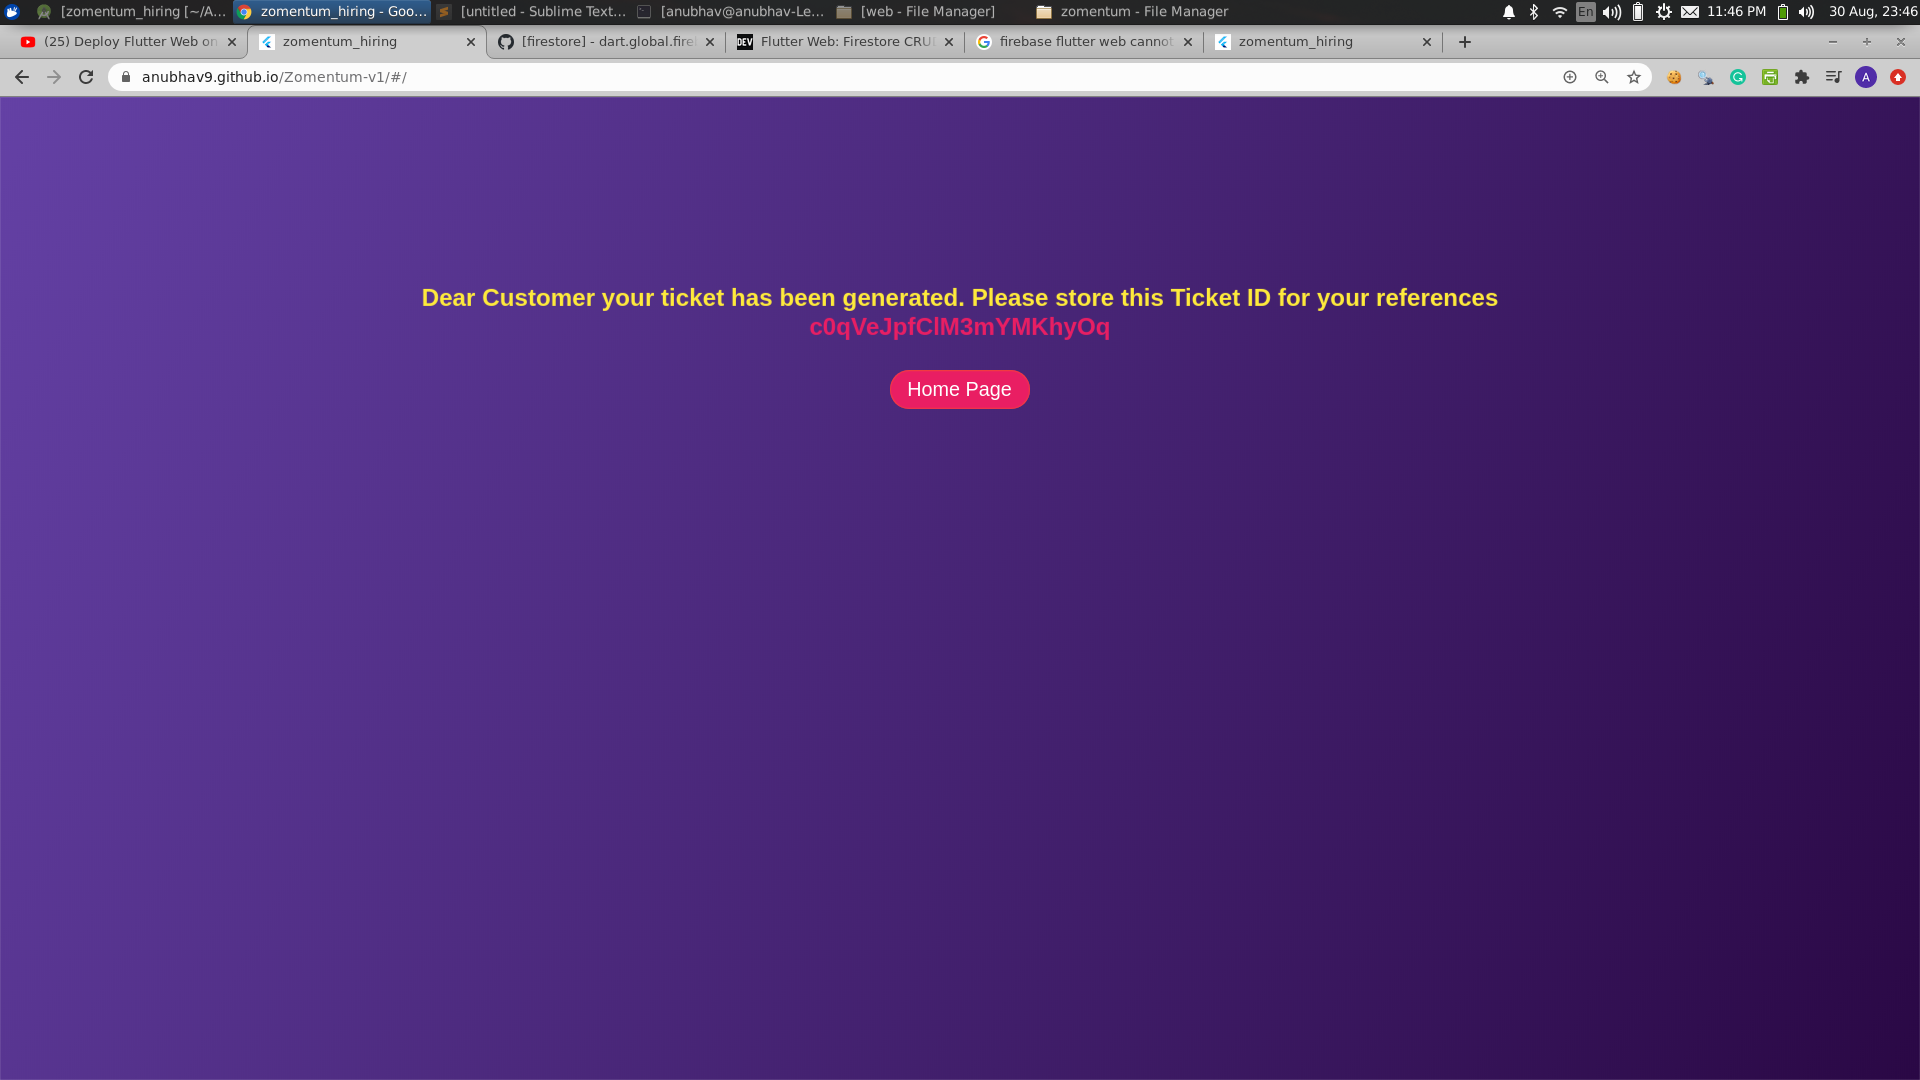 [zomentum_hiring [~/A...
zomentum_hiring - Goo...
[untitled - Sublime Text...
[anubhav@anubhav-Le...
[web - File Manager]
zomentum - File Manager
En
11:46 PM
30 Aug, 23:46
(25) Deploy Flutter Web on
zomentum_hiring
[firestore] - dart.global.fire
DEV
Flutter Web: Firestore CRU
firebase flutter web cannot
zomentum_hiring
anubhav9.github.io/Zomentum-v1/#/
A
Dear Customer your ticket has been generated. Please store this Ticket ID for your references
c0qVeJpfClM3mYMKhyOq
Home Page